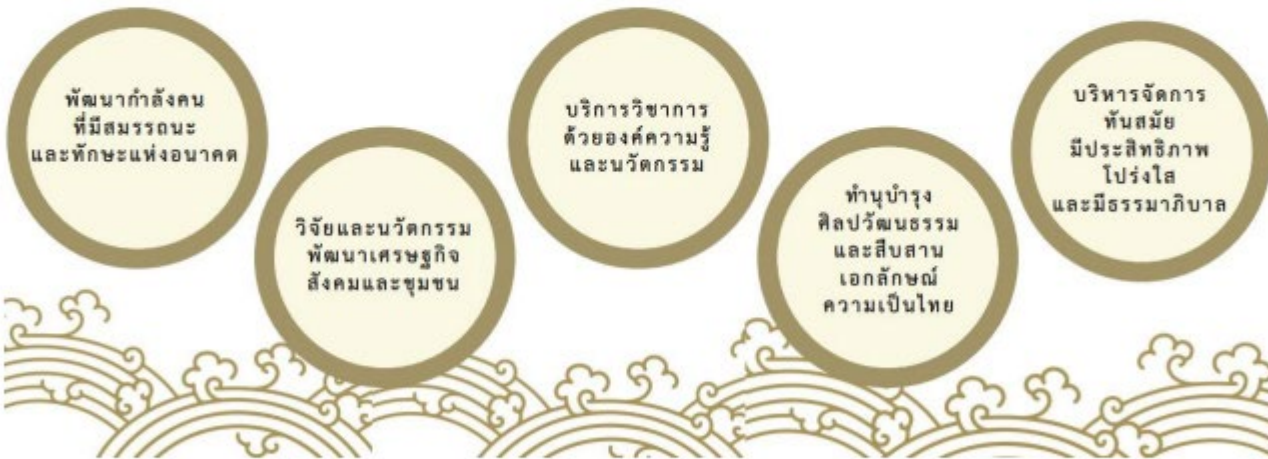 พัฒนากำลังคน
ที่มีสมรรถนะ
และทักษะแห่งอนาคต
วิจัยและนวัตกรรม
พัฒนาเศรษฐกิจ
สังคมและชุมชน
บริการวิชาการ
ด้วยองค์ความรู้
และนวัตกรรม
ทำนุบำรุง
ศิลปวัฒนธรรม
และสืบสาน
เอกลักษณ์
ความเป็นไทย
บริหารจัดการ
ทันสมัย
มีประสิทธิภาพ
โปร่งใส
และมีธรรมาภิบาล